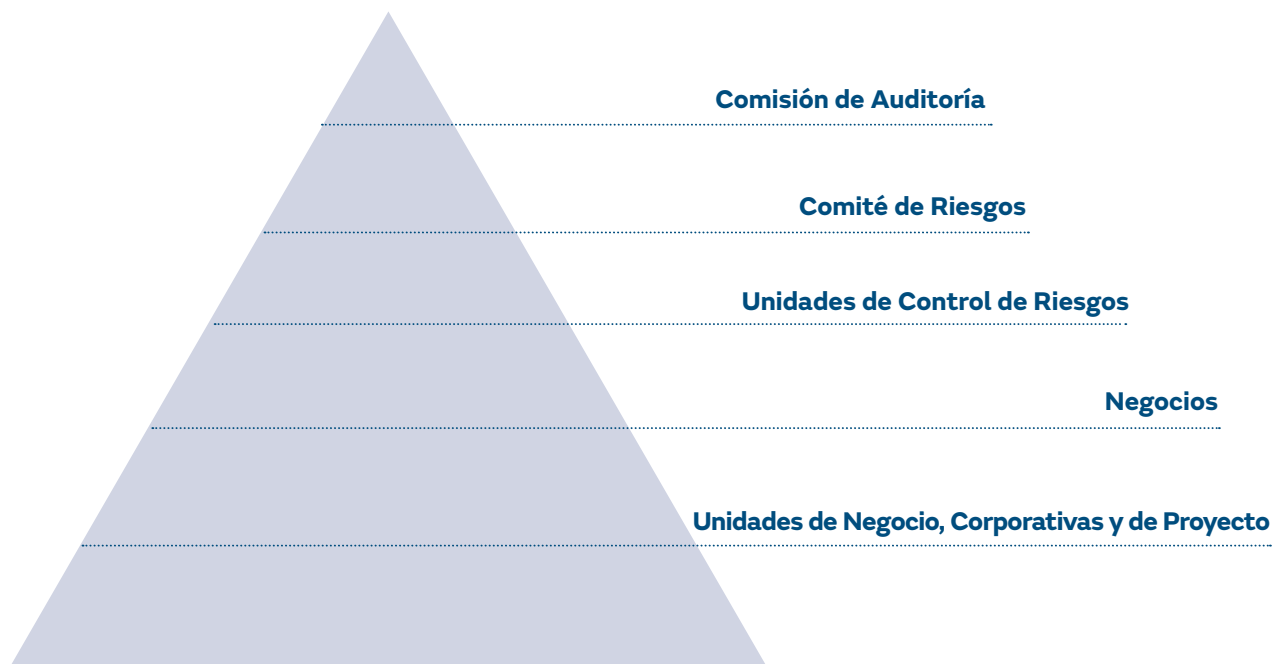 Comisión de Auditoría
Comité de Riesgos
Unidades de Control de Riesgos
Negocios
Unidades de Negocio, Corporativas y de Proyecto